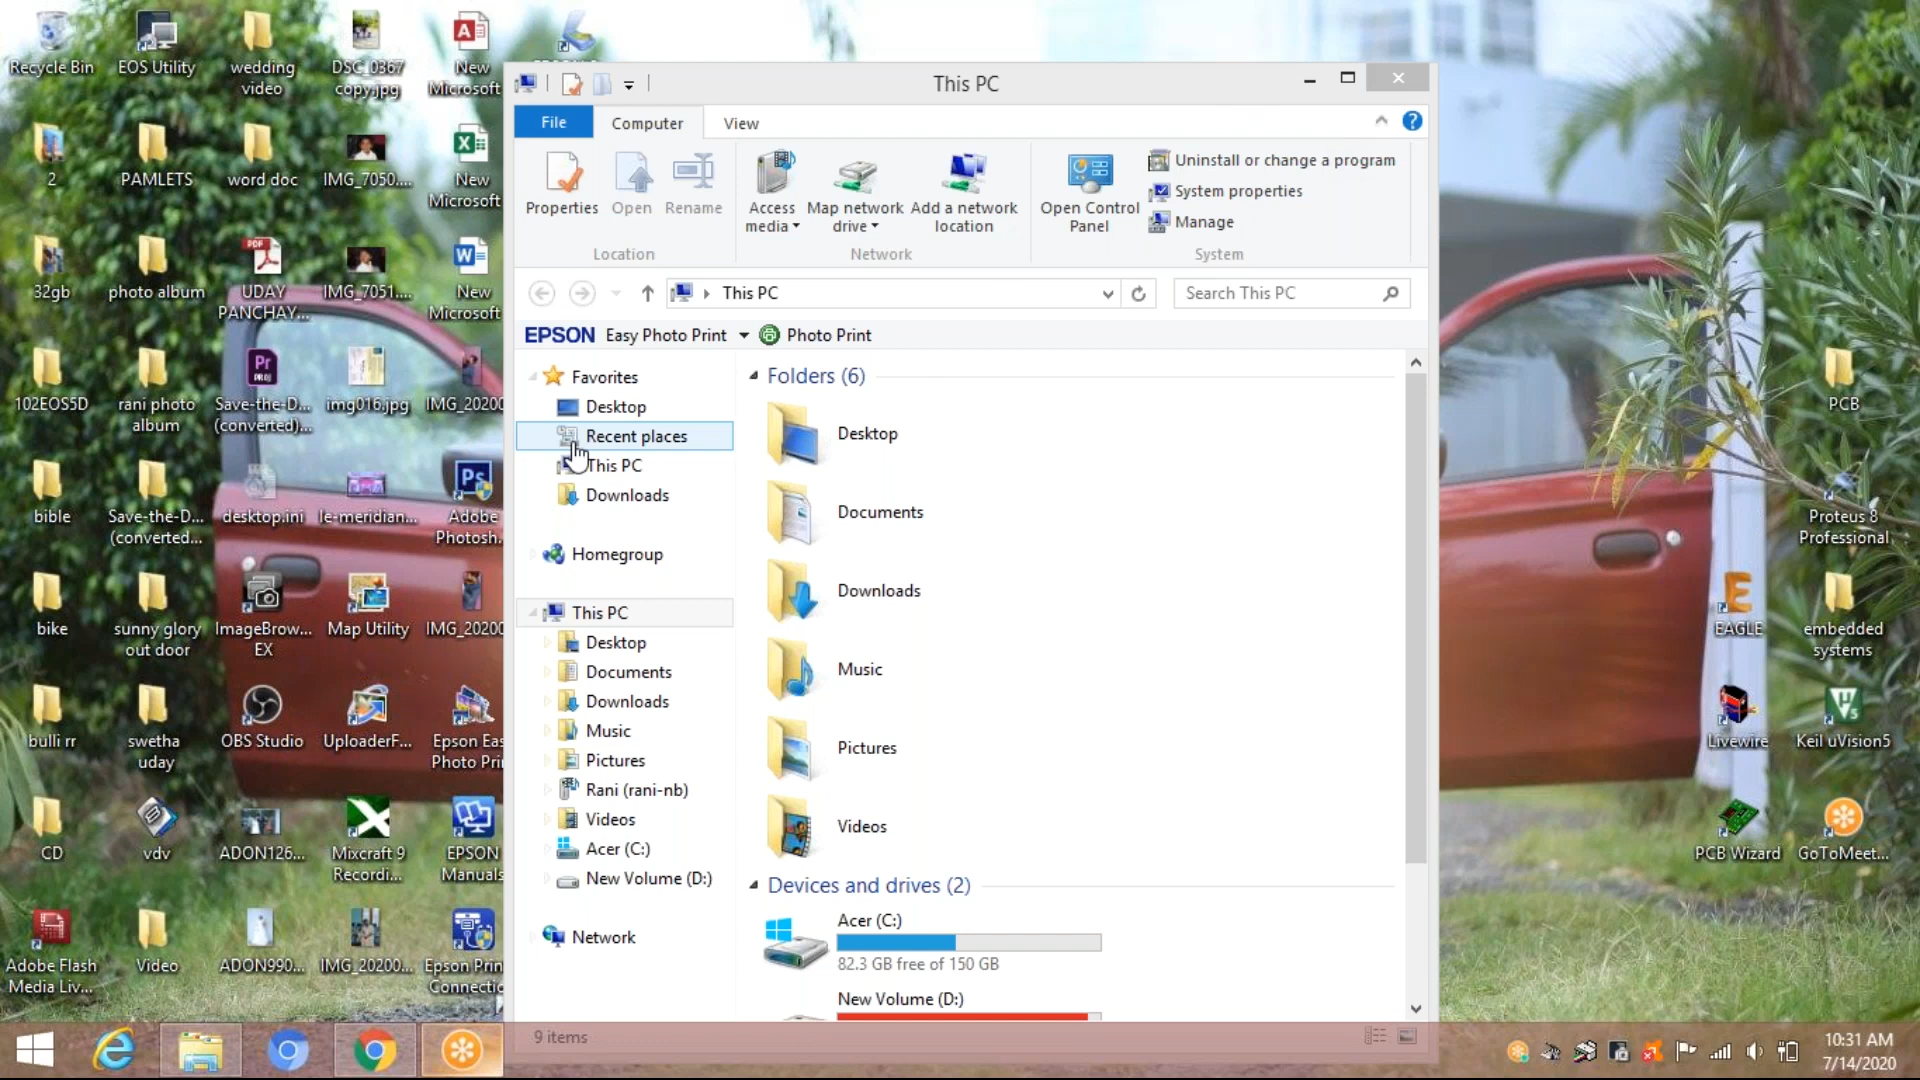 Recycle Bin
EOS Utility
wedding
video
DSC_0367
copy.jpg
New
Microsoft
2
PAMLETS
word doc
IMG_7050....
New
Microsoft
32gb
photo album
PDF
UDAY
PANCHAY...
IMG_7051....
New
Microsoft
102EOS5D
rani photo
album
Pr
PROJ
Save-the-D...
(converted)...
img016.jpg
IMG_2020
bible
Save-the-D...
(converted...
desktop.ini
le-meridian...
Ps
Adobe
Photosh.
bike
sunny glory
out door
ImageBrow...
EX
Map Utility
IMG_2020
bulli rr
swetha
uday
OBS Studio
UploaderF...
Epson Eas
Photo Pri
CD
vdv
ADON126...
Mixcraft 9
Recordi...
EPSON
Manuals
Adobe Flash
Media Liv...
Video
ADON990...
IMG_20200...
Epson Prin
Connectio
This PC
File
Computer
View
Properties
Open
Rename
Location
Access
media
Map network
drive
Add a network
location
Network
Open Control
Panel
Uninstall or change a program
System properties
Manage
System
This PC
Search This PC
EPSON Easy Photo Print
Photo Print
Favorites
Desktop
Recent places
This PC
Downloads
Homegroup
This PC
Desktop
Documents
Downloads
Music
Pictures
Rani (rani-nb)
Videos
Acer (C:)
New Volume (D:)
Network
Folders (6)
Desktop
Documents
Downloads
Music
Pictures
Videos
Devices and drives (2)
Acer (C:)
82.3 GB free of 150 GB
New Volume (D:)
9 items
PCB
Proteus 8
Professional
EAGLE
embedded
systems
Livewire
Keil uVision5
PCB Wizard
GoToMeet...
10:31 AM
7/14/2020